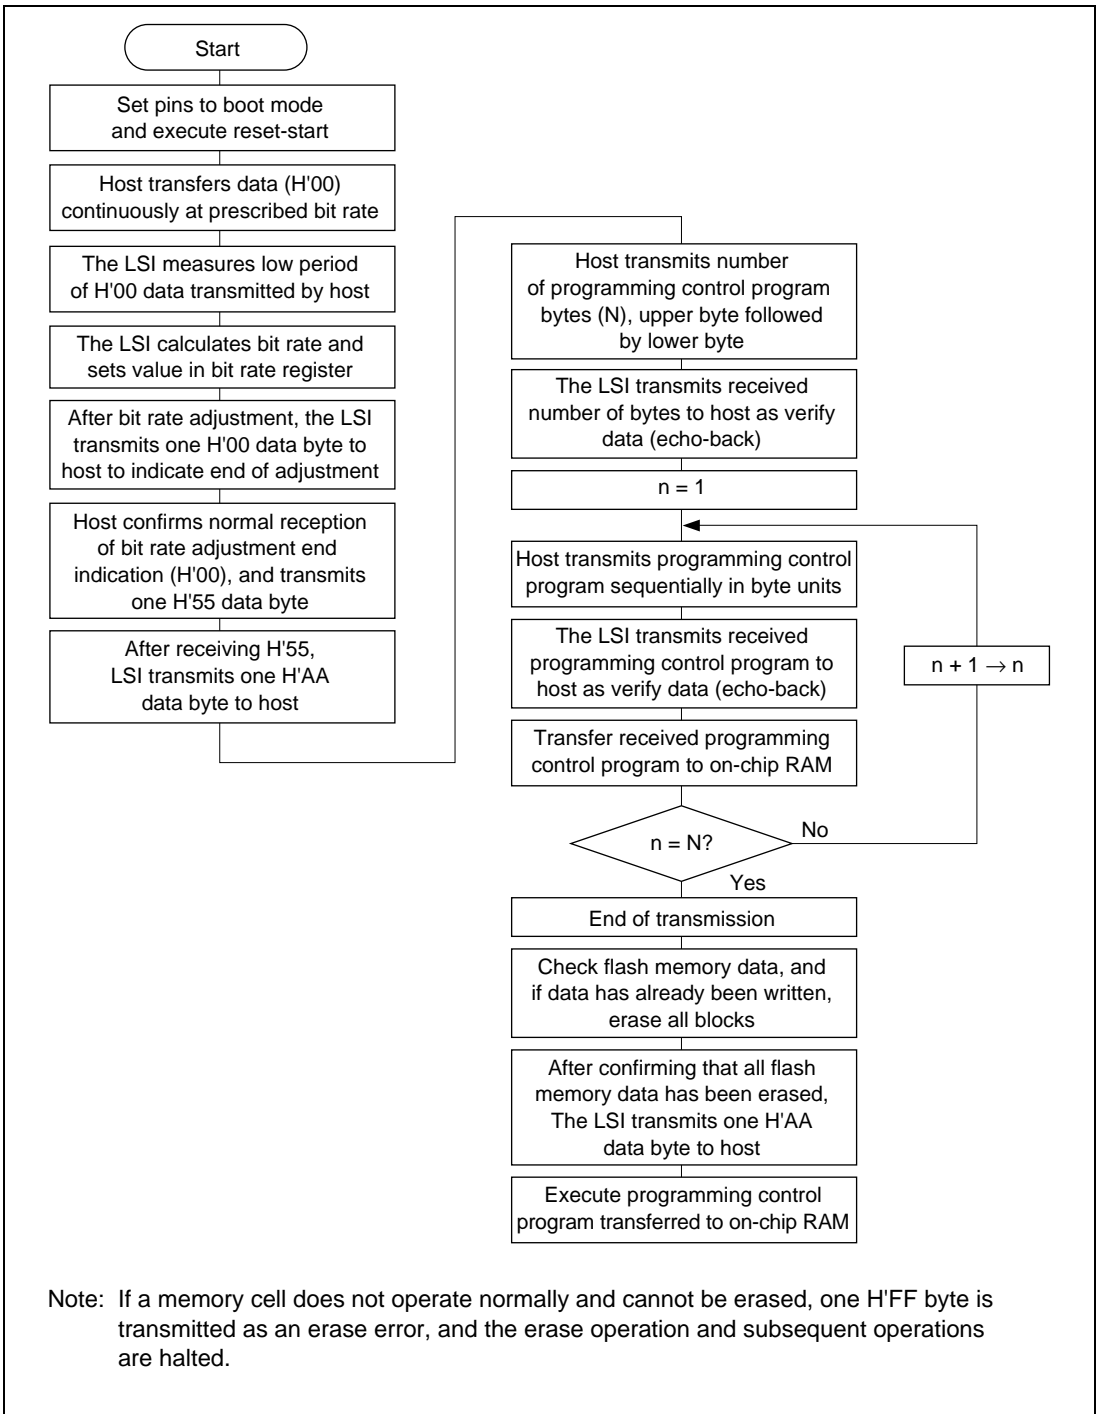 Start
Set pins to boot mode
and execute reset-start
Host transfers data (H'00)
continuously at prescribed bit rate
The LSI measures low period
of H'00 data transmitted by host
The LSI calculates bit rate and
sets value in bit rate register
After bit rate adjustment, the LSI
transmits one H'00 data byte to
host to indicate end of adjustment
Host confirms normal reception
of bit rate adjustment end
indication (H'00), and transmits
one H'55 data byte
After receiving H'55,
LSI transmits one H'AA
data byte to host
Host transmits number
of programming control program
bytes (N), upper byte followed
by lower byte
The LSI transmits received
number of bytes to host as verify
data (echo-back)
n = 1
Host transmits programming control
program sequentially in byte units
The LSI transmits received
programming control program to
host as verify data (echo-back)
n + 1 → n
Transfer received programming
control program to on-chip RAM
n = N?
No
Yes
End of transmission
Check flash memory data, and
if data has already been written,
erase all blocks
After confirming that all flash
memory data has been erased,
The LSI transmits one H'AA
data byte to host
Execute programming control
program transferred to on-chip RAM
Note: If a memory cell does not operate normally and cannot be erased, one H'FF byte is
transmitted as an erase error, and the erase operation and subsequent operations
are halted.